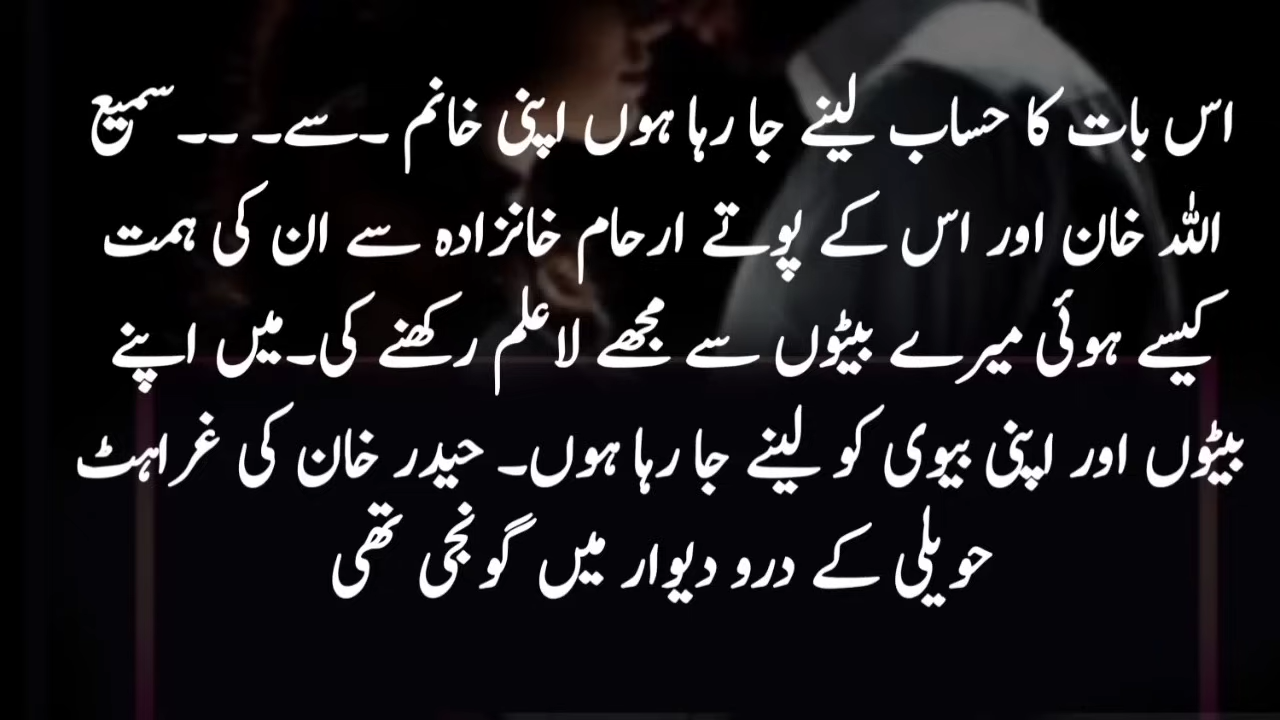 اس بات کا حساب لینے جا رہا ہوں اپنی خانم ۔سے۔ ۔۔ سمیع
اللہ خان اور اس کے پوتے ارحام خانزادہ سے ان کی ہمت
کیسے ہوئی میرے بیٹوں سے مجھے لاعلم رکھنے کی۔میں اپنے
بیٹوں اور اپنی بیوی کو لینے جا رہا ہوں۔ حیدر خان کی غراہٹ
حویلی کے درو دیوار میں گونجی تھی